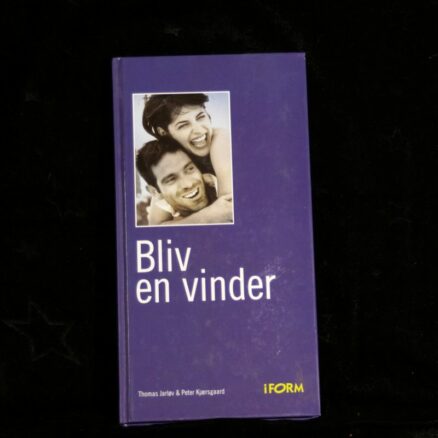 Bliv
en vinder
Thomas Jarløv & Peter Kjærsgaard
iFORM